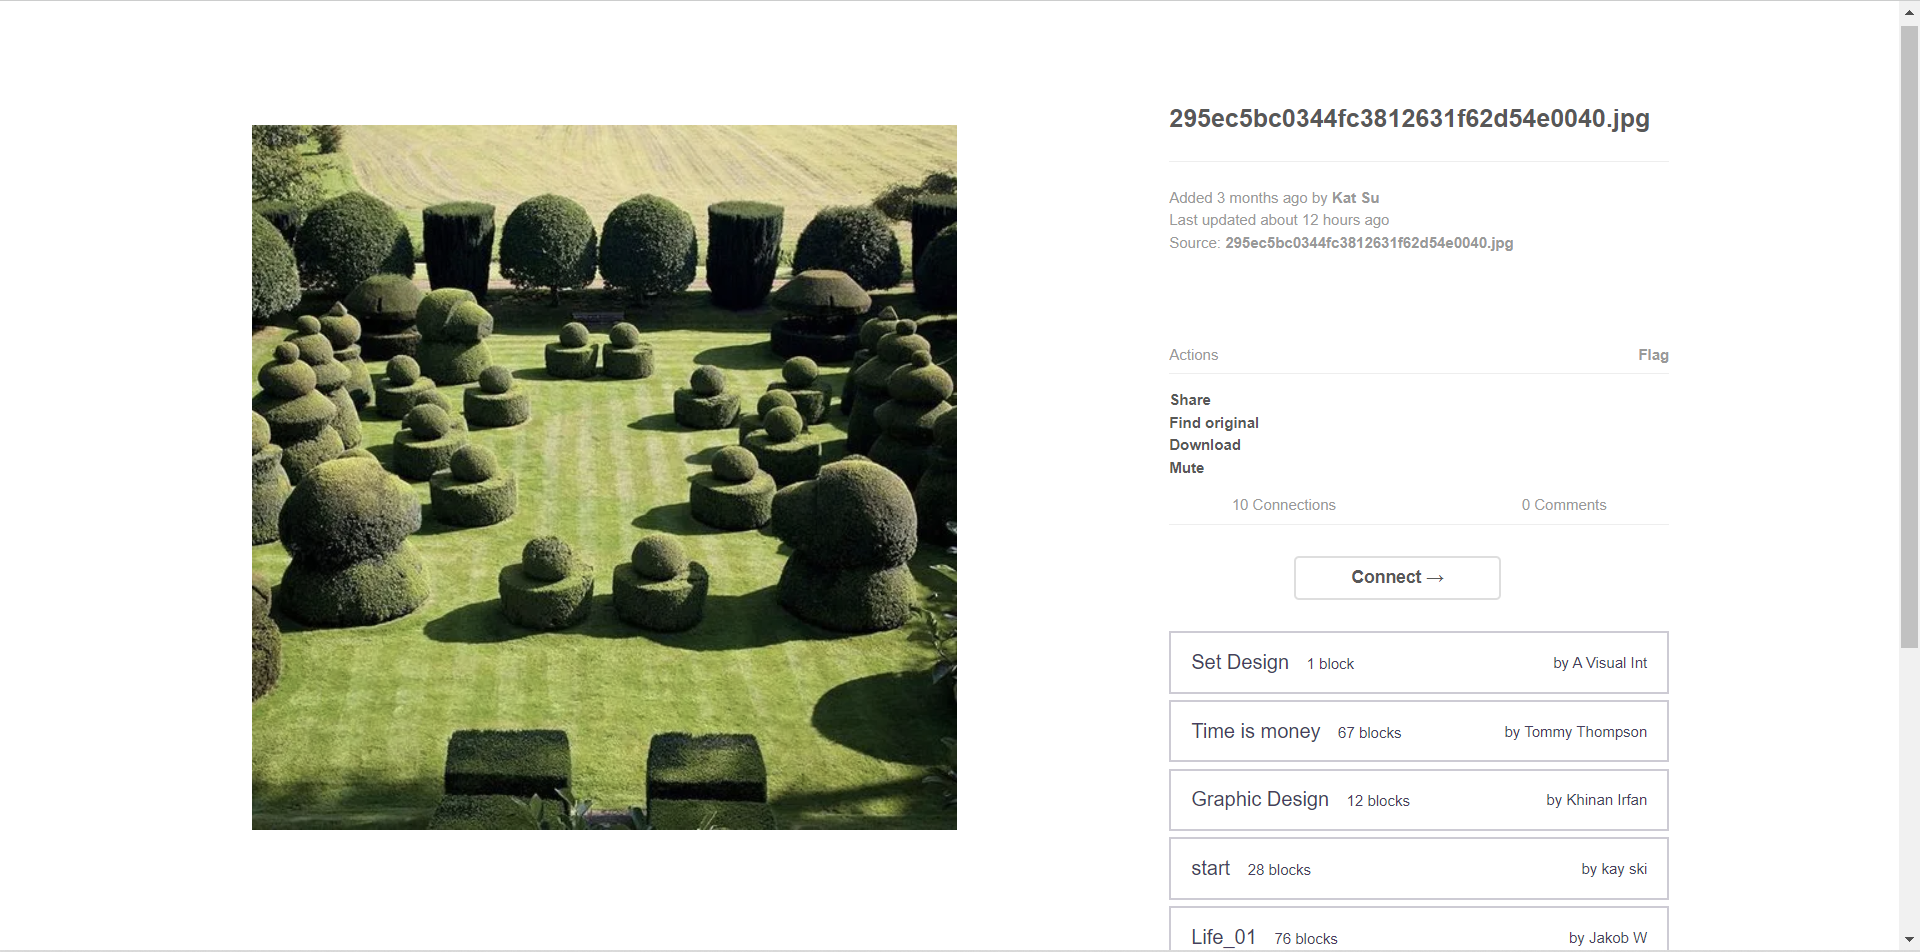 295ec5bc0344fc3812631f62d54e0040.jpg
Added 3 months ago by Kat Su
Last updated about 12 hours ago
Source: 295ec5bc0344fc3812631f62d54e0040.jpg
Actions Flag
Share
Find original
Download
Mute
10 Connections 0 Comments
Connect →
Set Design 1 block by A Visual Int
Time is money 67 blocks by Tommy Thompson
Graphic Design 12 blocks by Khinan Irfan
start 28 blocks by kay ski
Life_01 76 blocks by Jakob W